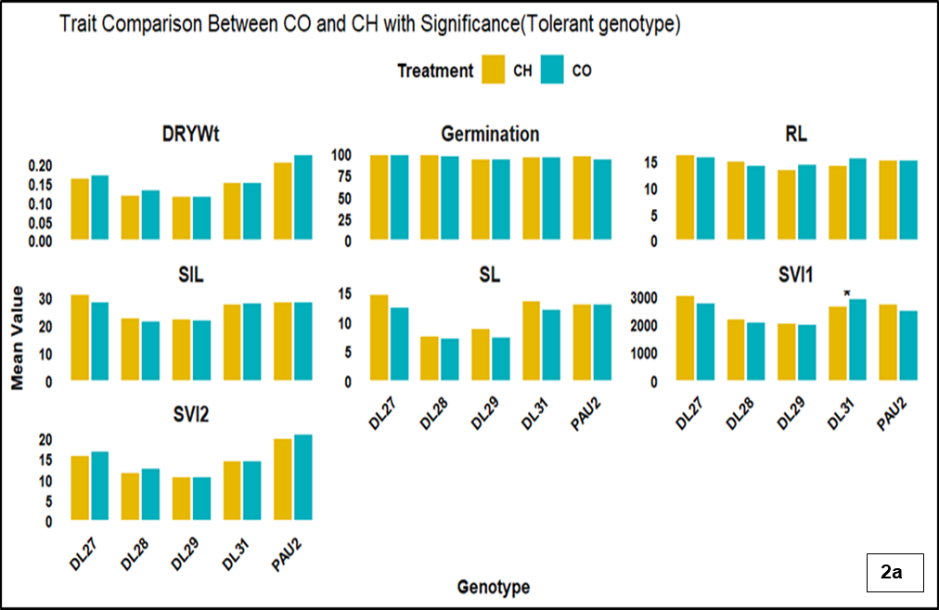 Trait Comparison Between CO and CH with Significance(Tolerant genotype)
Treatment CH CO
DRYWt Germination RL
0.20
0.15
0.10
0.05
0.00
100
75
50
25
0
15
10
5
0
SIL SL SVI1
30
20
10
0
15
10
5
0
3000
2000
1000
0
*
DL27 DL28 DL29 DL31 PAU2
DL27 DL28 DL29 DL31 PAU2
SVI2
20
15
10
5
0
DL27 DL28 DL29 DL31 PAU2
Mean Value
Genotype
2a